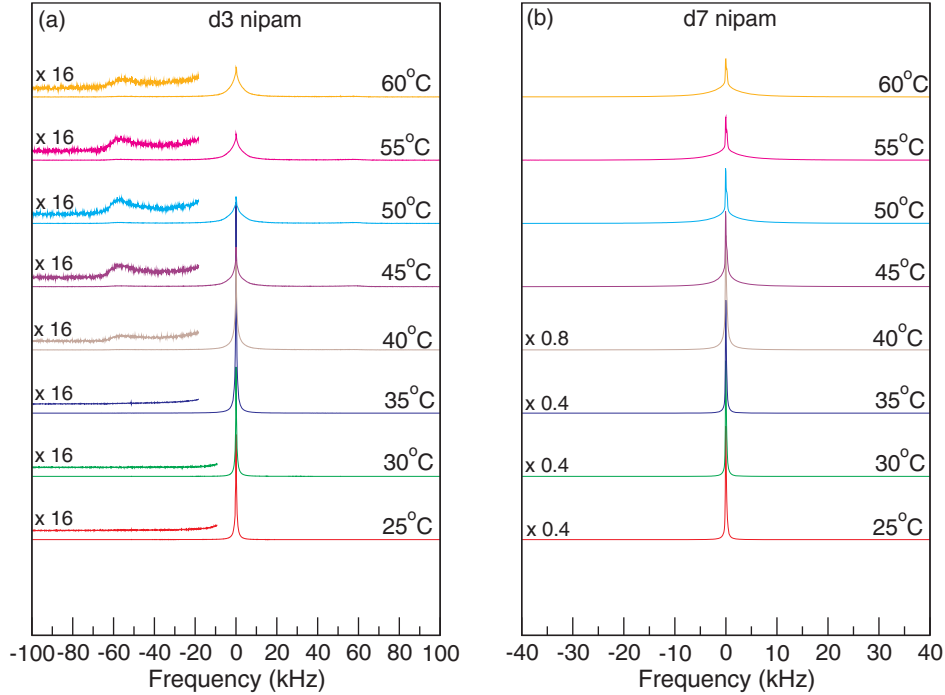 (a) d3 nipam
x 16 60°C
x 16 55°C
x 16 50°C
x 16 45°C
x 16 40°C
x 16 35°C
x 16 30°C
x 16 25°C
-100 -80 -60 -40 -20 0 20 40 60 80 100
Frequency (kHz)
(b) d7 nipam
60°C
55°C
50°C
45°C
x 0.8 40°C
x 0.4 35°C
x 0.4 30°C
x 0.4 25°C
-40 -30 -20 -10 0 10 20 30 40
Frequency (kHz)